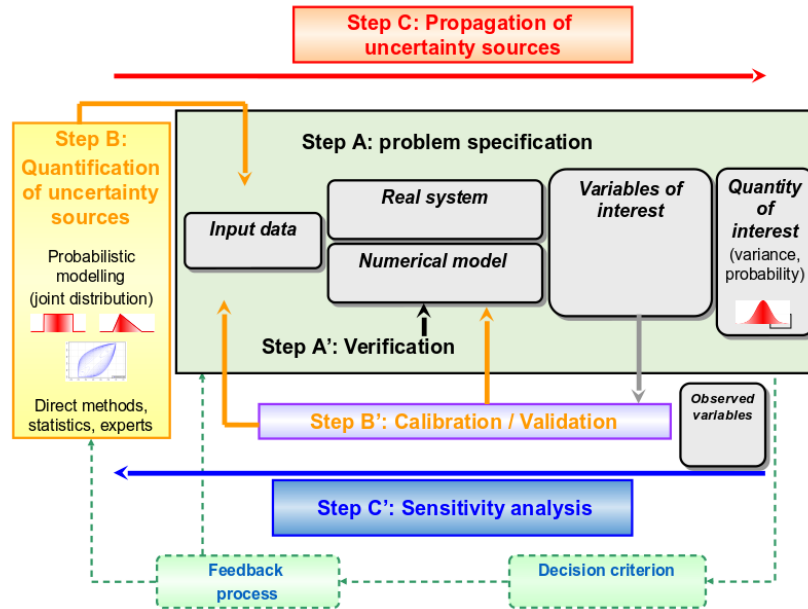 Step C: Propagation of
uncertainty sources
Step B:
Quantification
of uncertainty
sources
Probabilistic
modelling
(joint distribution)
Direct methods,
statistics, experts
Step A: problem specification
Input data
Real system
Numerical model
Variables of
interest
Quantity
of
interest
(variance,
probability)
Step A’: Verification
Step B’: Calibration / Validation
Observed
variables
Step C’: Sensitivity analysis
Feedback
process
Decision criterion